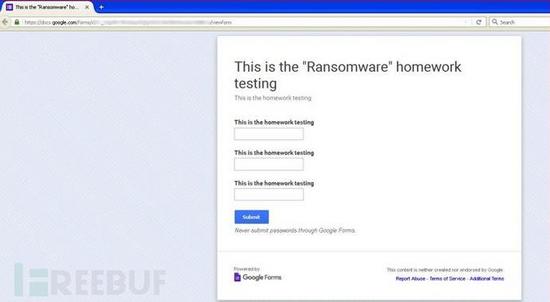 This is the "Ransomware" ho...
https://docs.google.com/forms/
/viewform
Search
This is the "Ransomware" homework
testing
This is the homework testing
This is the homework testing
This is the homework testing
This is the homework testing
Submit
Never submit passwords through Google Forms.
Powered by
Google Forms
This content is neither created nor endorsed by Google.
Report Abuse - Terms of Service - Additional Terms
FREEBUF